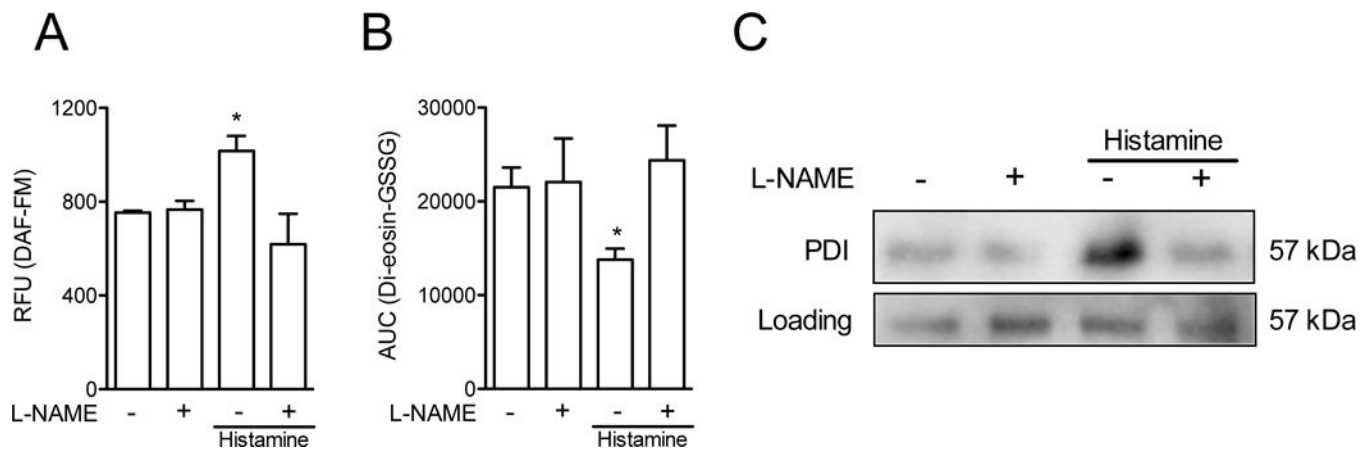 A
RFU (DAF-FM)
1200
*
800
400
0
L-NAME - + - +
Histamine
B
AUC (Di-eosin-GSSG)
30000
20000
*
10000
0
- + - +
Histamine
C
Histamine
L-NAME - + - +
PDI 57 kDa
Loading 57 kDa